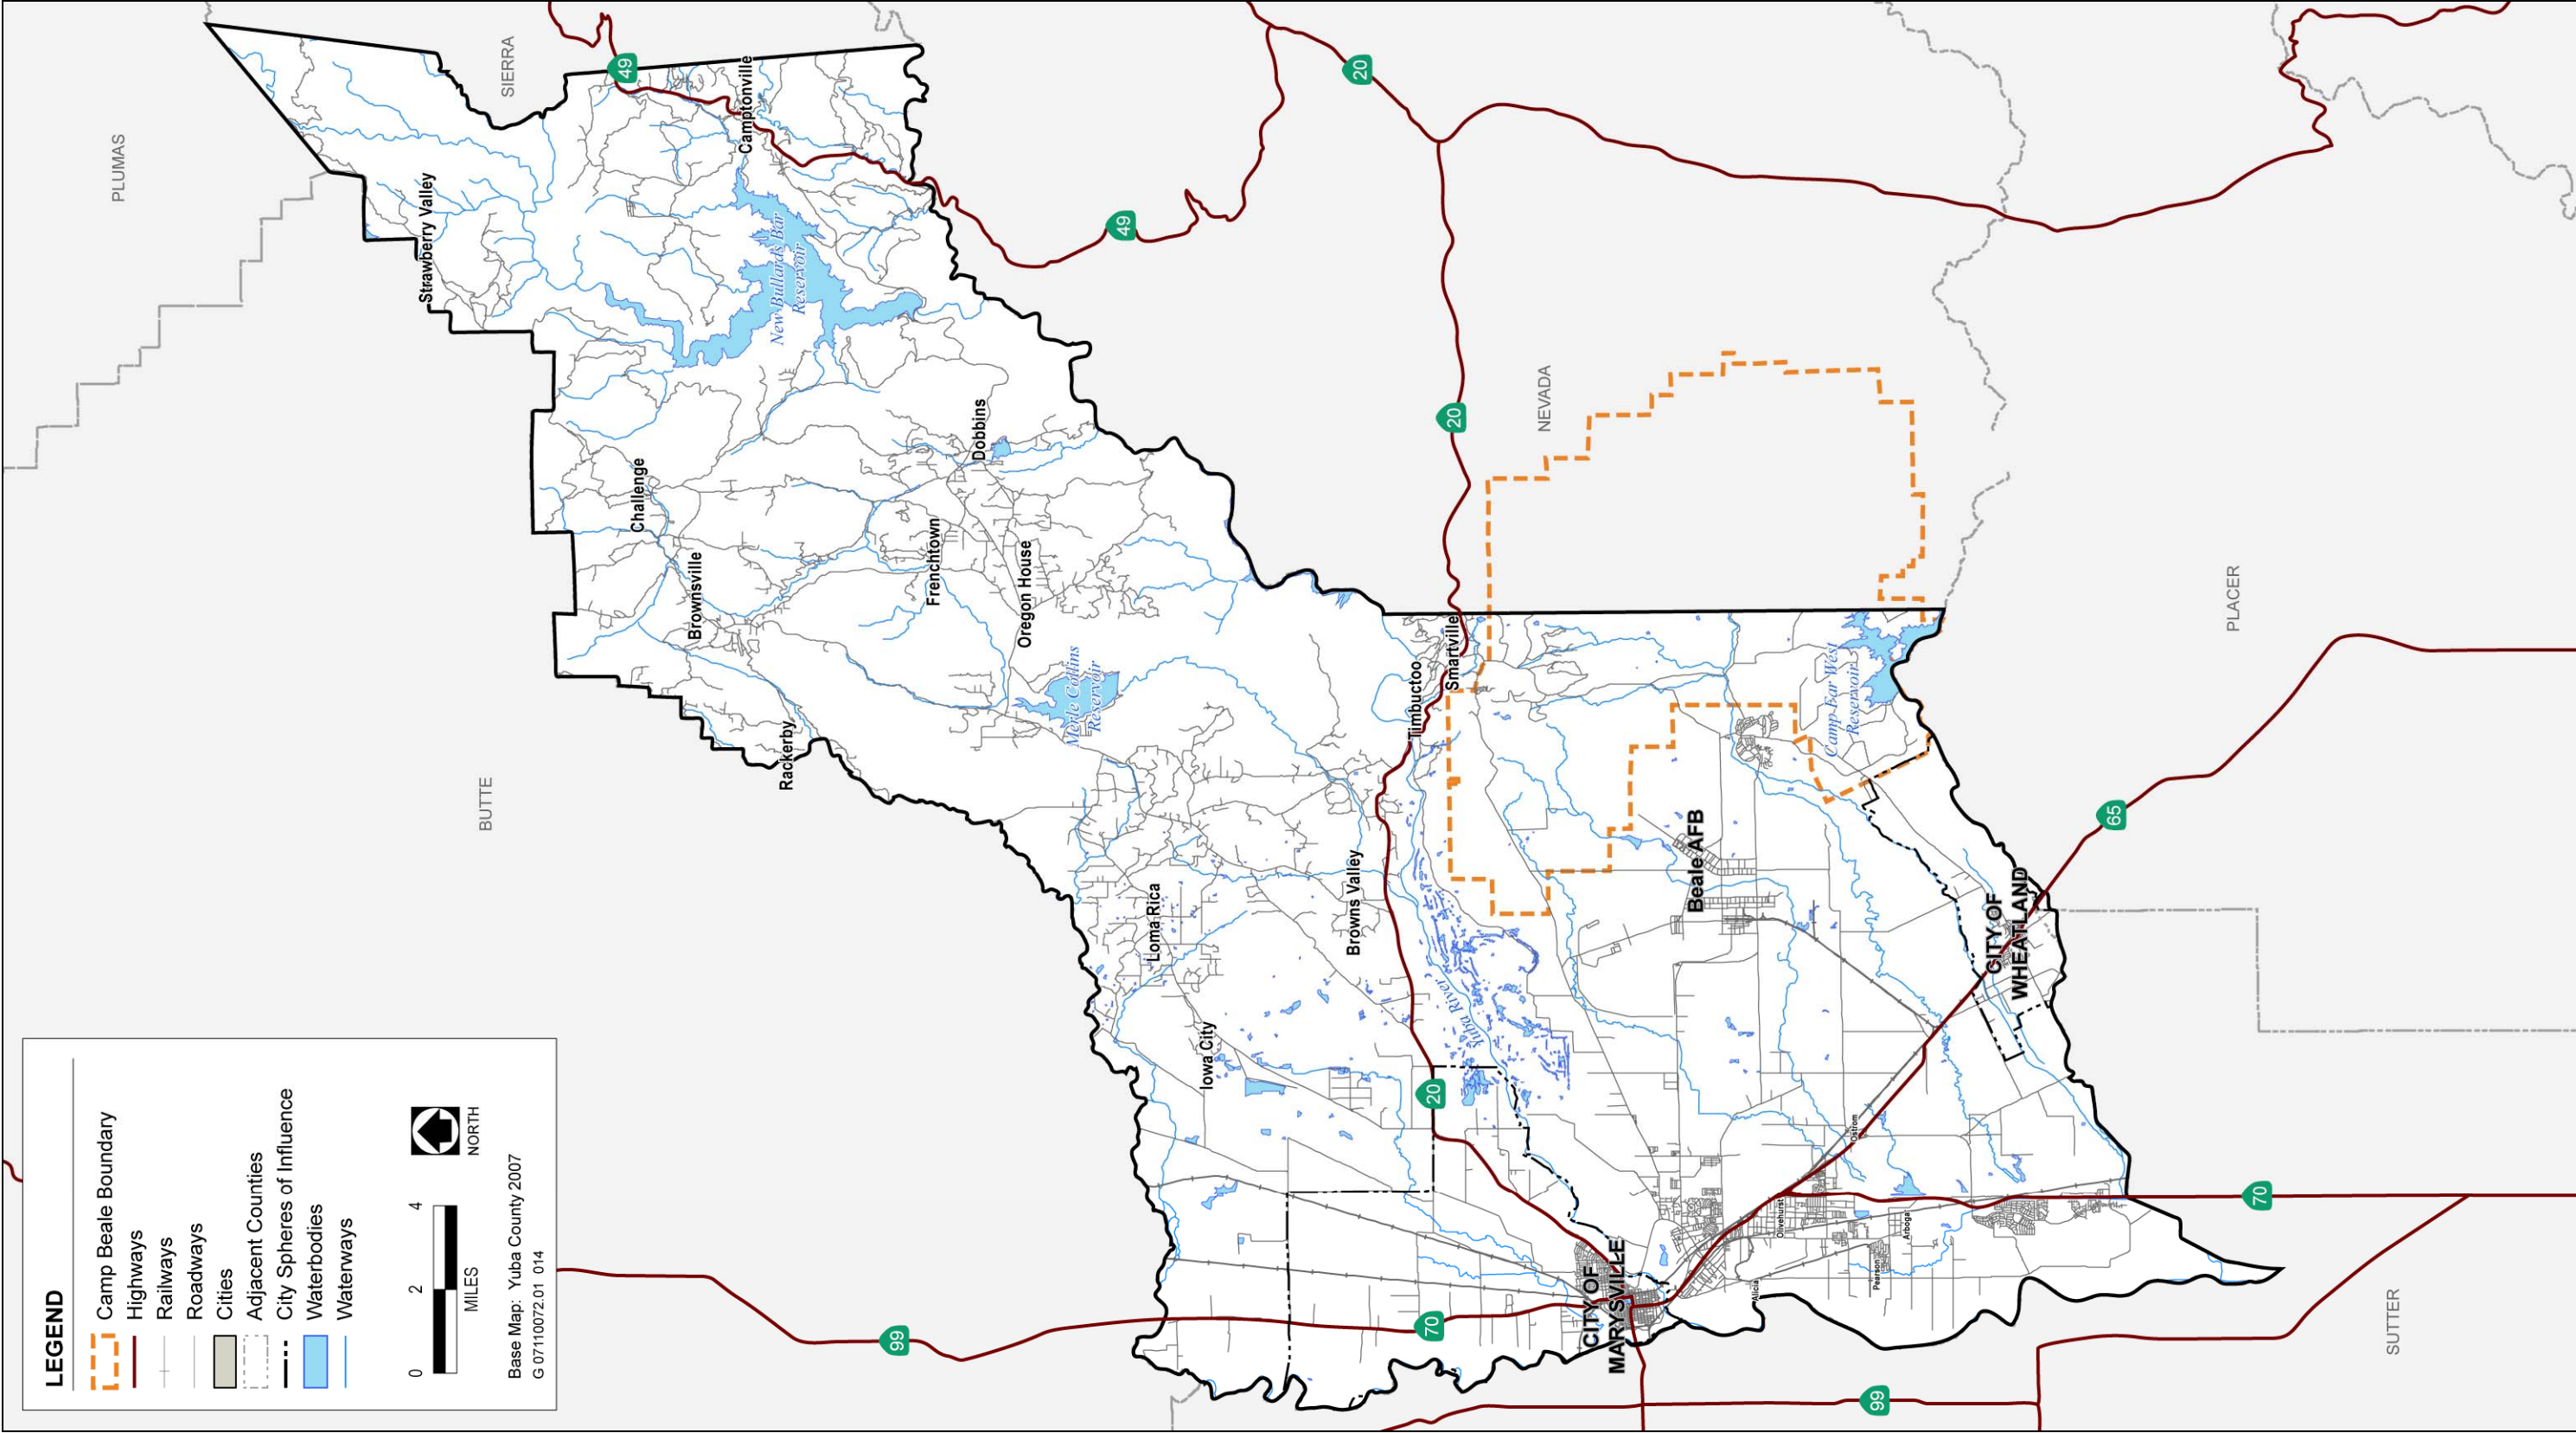 LEGEND
Camp Beale Boundary
Highways
Railways
Roadways
Cities
Adjacent Counties
City Spheres of Influence
Waterbodies
Waterways
0 2 4
MILES
NORTH
Base Map: Yuba County 2007
G 07110072.01 014
PLUMAS
SIERRA
BUTTE
NEVADA
PLACER
SUTTER
Strawberry Valley
Camptonville
New Bullards Bar
Reservoir
Challenge
Brownsville
Dobbins
Frenchtown
Oregon House
Rackerby
Merle Collins
Reservoir
Timbuctoo
Smartville
Loma Rica
Browns Valley
Iowa City
Yuba River
Camp Far West
Reservoir
Beale AFB
CITY OF
WHEATLAND
CITY OF
MARYSVILLE
Ostrom
Olivehurst
Arboga
Pearson
Alicia
49
49
20
20
20
99
99
70
70
65